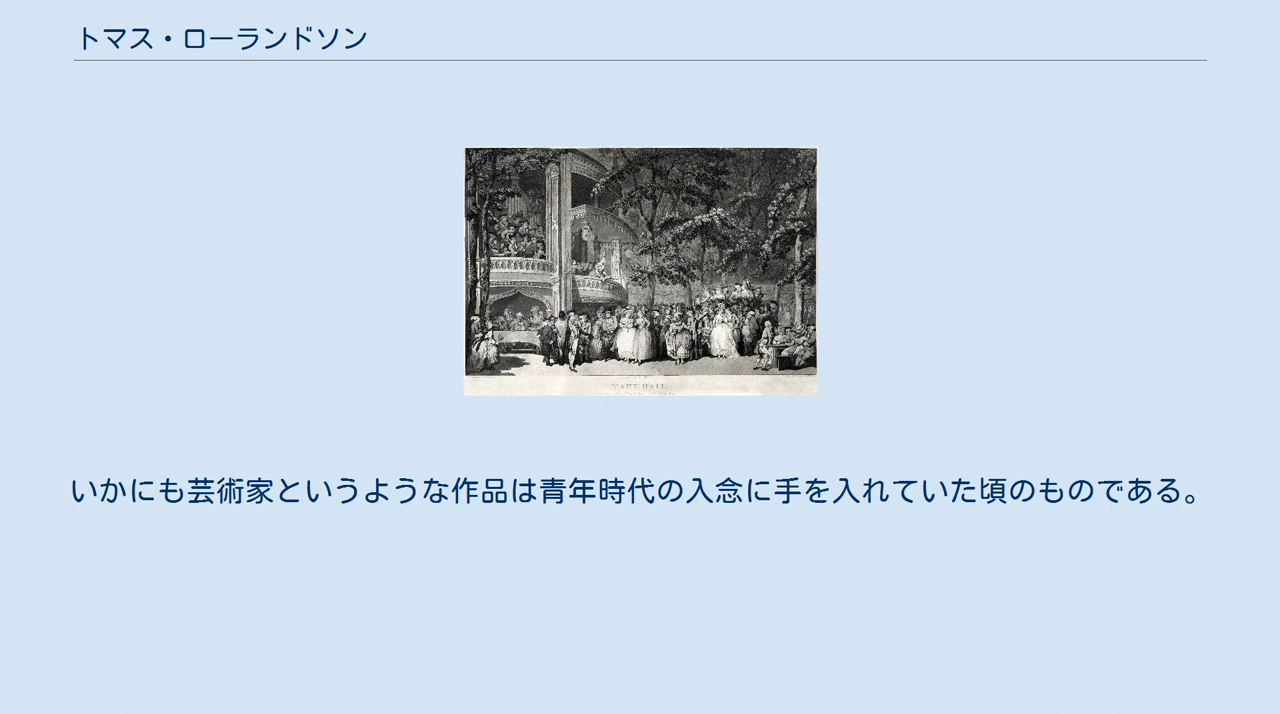 トマス・ローランドソン
VAUXHALL
いかにも芸術家というような作品は青年時代の入念に手を入れていた頃のものである。